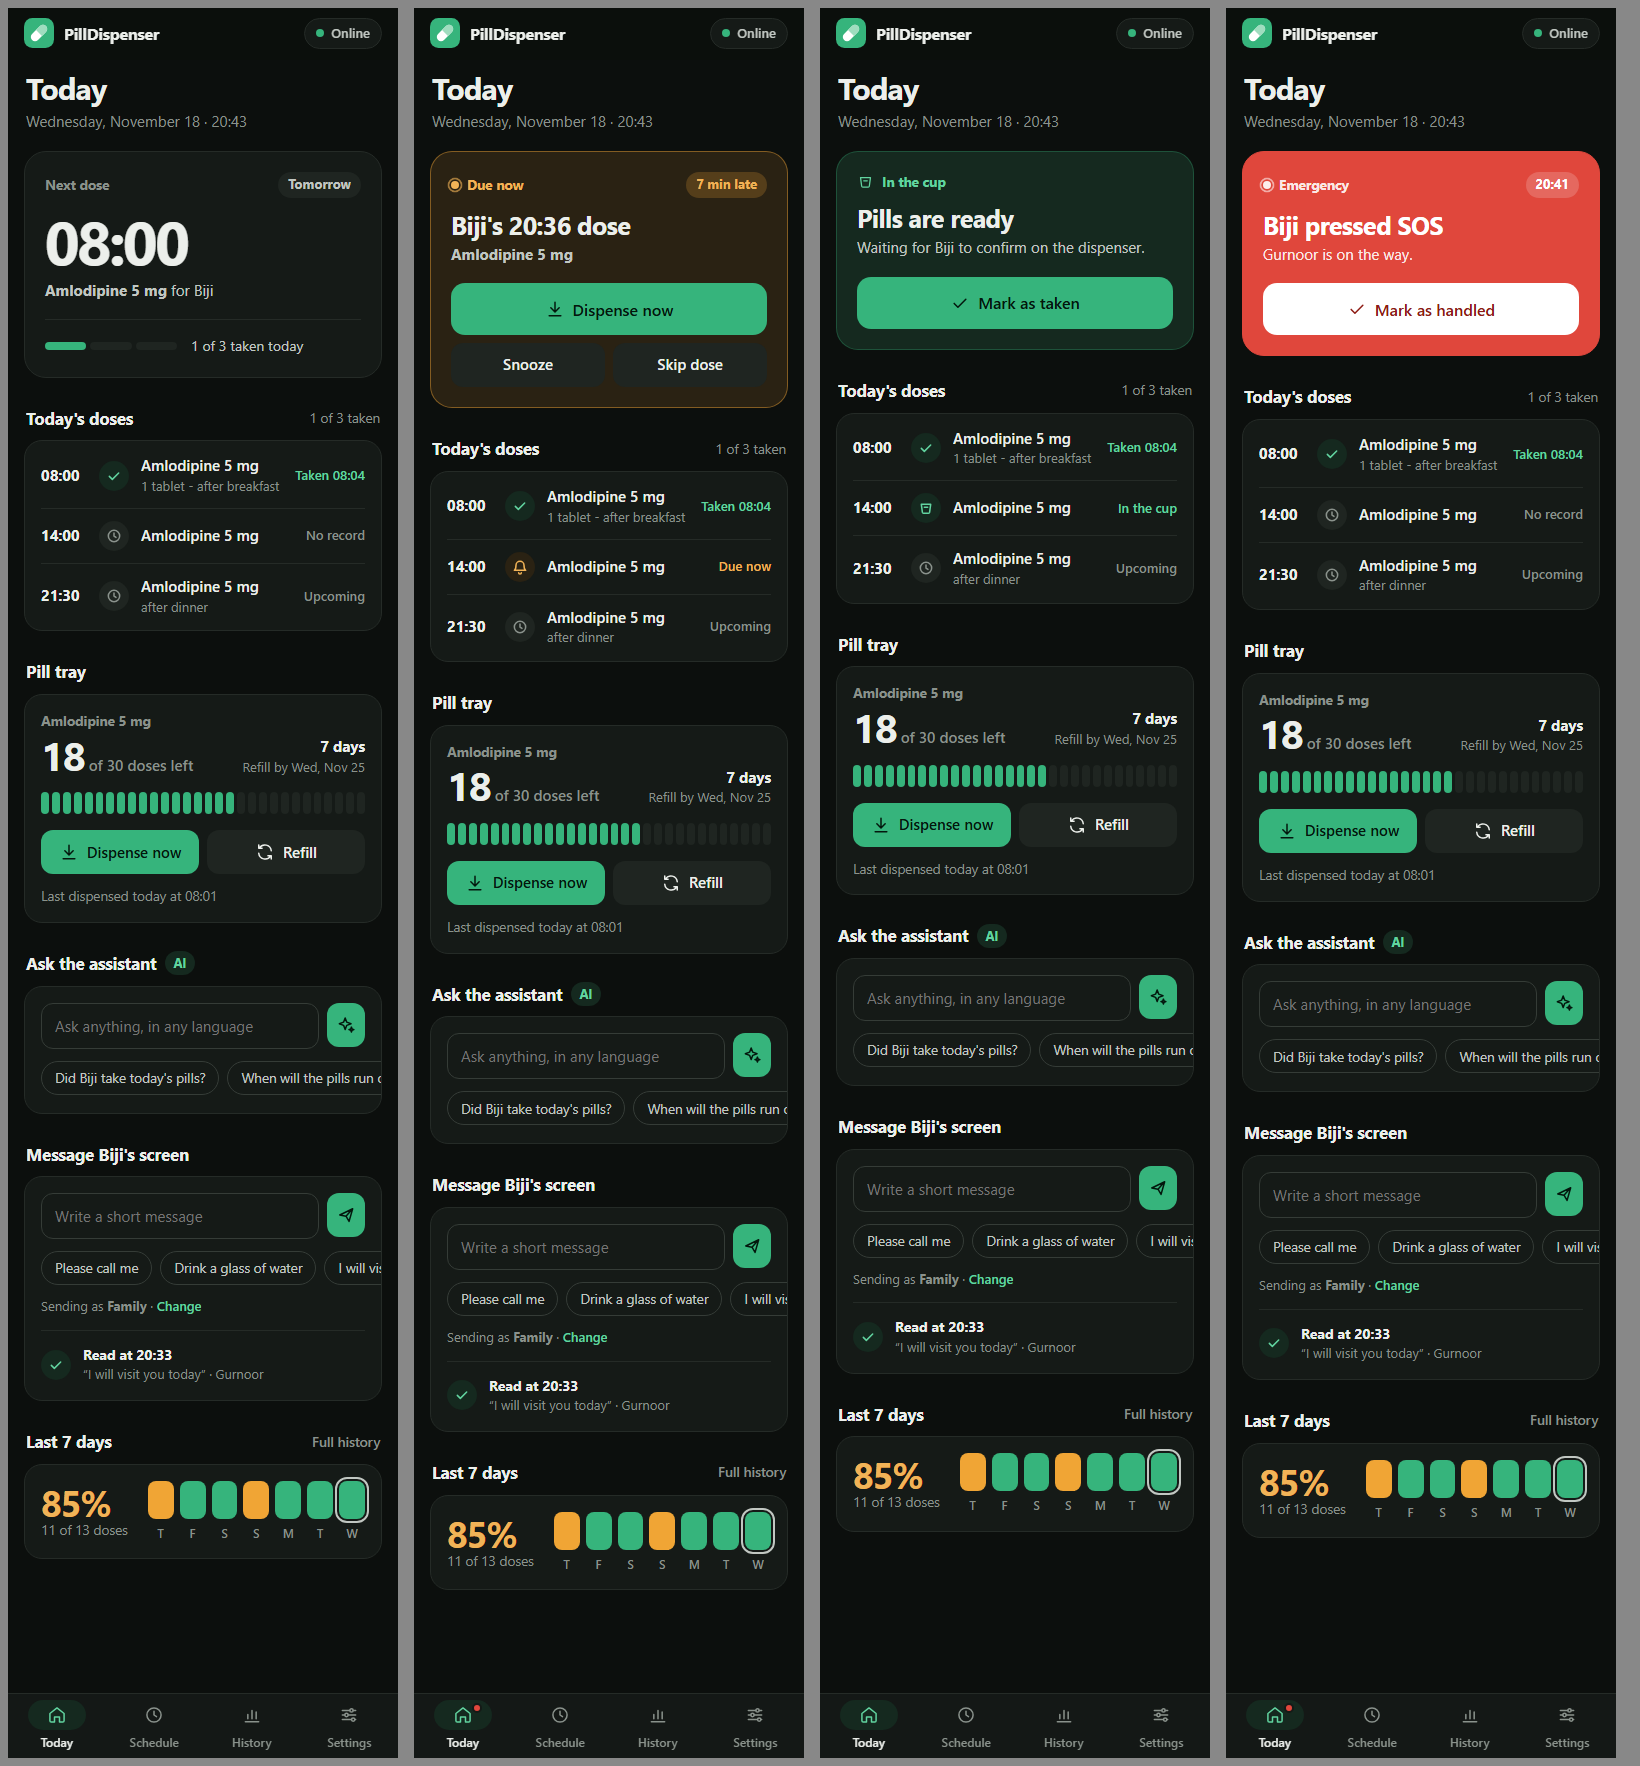 PillDispenser
Online
Today
Wednesday, November 18 · 20:43
Next dose
Tomorrow
08:00
Amlodipine 5 mg for Biji
1 of 3 taken today
Today's doses
1 of 3 taken
08:00
Amlodipine 5 mg
1 tablet - after breakfast
Taken 08:04
14:00
Amlodipine 5 mg
No record
21:30
Amlodipine 5 mg
after dinner
Upcoming
Pill tray
Amlodipine 5 mg
18 of 30 doses left
7 days
Refill by Wed, Nov 25
Dispense now
Refill
Last dispensed today at 08:01
Ask the assistant
AI
Ask anything, in any language
Did Biji take today's pills?
When will the pills run
Message Biji's screen
Write a short message
Please call me
Drink a glass of water
I will
Sending as Family · Change
Read at 20:33
“I will visit you today” · Gurnoor
Last 7 days
Full history
85%
11 of 13 doses
T F S S M T W
Today
Schedule
History
Settings
PillDispenser
Online
Today
Wednesday, November 18 · 20:43
Due now
7 min late
Biji's 20:36 dose
Amlodipine 5 mg
Dispense now
Snooze
Skip dose
Today's doses
1 of 3 taken
08:00
Amlodipine 5 mg
1 tablet - after breakfast
Taken 08:04
14:00
Amlodipine 5 mg
Due now
21:30
Amlodipine 5 mg
after dinner
Upcoming
Pill tray
Amlodipine 5 mg
18 of 30 doses left
7 days
Refill by Wed, Nov 25
Dispense now
Refill
Last dispensed today at 08:01
Ask the assistant
AI
Ask anything, in any language
Did Biji take today's pills?
When will the pills run
Message Biji's screen
Write a short message
Please call me
Drink a glass of water
I will
Sending as Family · Change
Read at 20:33
“I will visit you today” · Gurnoor
Last 7 days
Full history
85%
11 of 13 doses
T F S S M T W
Today
Schedule
History
Settings
PillDispenser
Online
Today
Wednesday, November 18 · 20:43
In the cup
Pills are ready
Waiting for Biji to confirm on the dispenser.
Mark as taken
Today's doses
1 of 3 taken
08:00
Amlodipine 5 mg
1 tablet - after breakfast
Taken 08:04
14:00
Amlodipine 5 mg
In the cup
21:30
Amlodipine 5 mg
after dinner
Upcoming
Pill tray
Amlodipine 5 mg
18 of 30 doses left
7 days
Refill by Wed, Nov 25
Dispense now
Refill
Last dispensed today at 08:01
Ask the assistant
AI
Ask anything, in any language
Did Biji take today's pills?
When will the pills run
Message Biji's screen
Write a short message
Please call me
Drink a glass of water
I will
Sending as Family · Change
Read at 20:33
“I will visit you today” · Gurnoor
Last 7 days
Full history
85%
11 of 13 doses
T F S S M T W
Today
Schedule
History
Settings
PillDispenser
Online
Today
Wednesday, November 18 · 20:43
Emergency
20:41
Biji pressed SOS
Gurnoor is on the way.
Mark as handled
Today's doses
1 of 3 taken
08:00
Amlodipine 5 mg
1 tablet - after breakfast
Taken 08:04
14:00
Amlodipine 5 mg
No record
21:30
Amlodipine 5 mg
after dinner
Upcoming
Pill tray
Amlodipine 5 mg
18 of 30 doses left
7 days
Refill by Wed, Nov 25
Dispense now
Refill
Last dispensed today at 08:01
Ask the assistant
AI
Ask anything, in any language
Did Biji take today's pills?
When will the pills run
Message Biji's screen
Write a short message
Please call me
Drink a glass of water
I will
Sending as Family · Change
Read at 20:33
“I will visit you today” · Gurnoor
Last 7 days
Full history
85%
11 of 13 doses
T F S S M T W
Today
Schedule
History
Settings